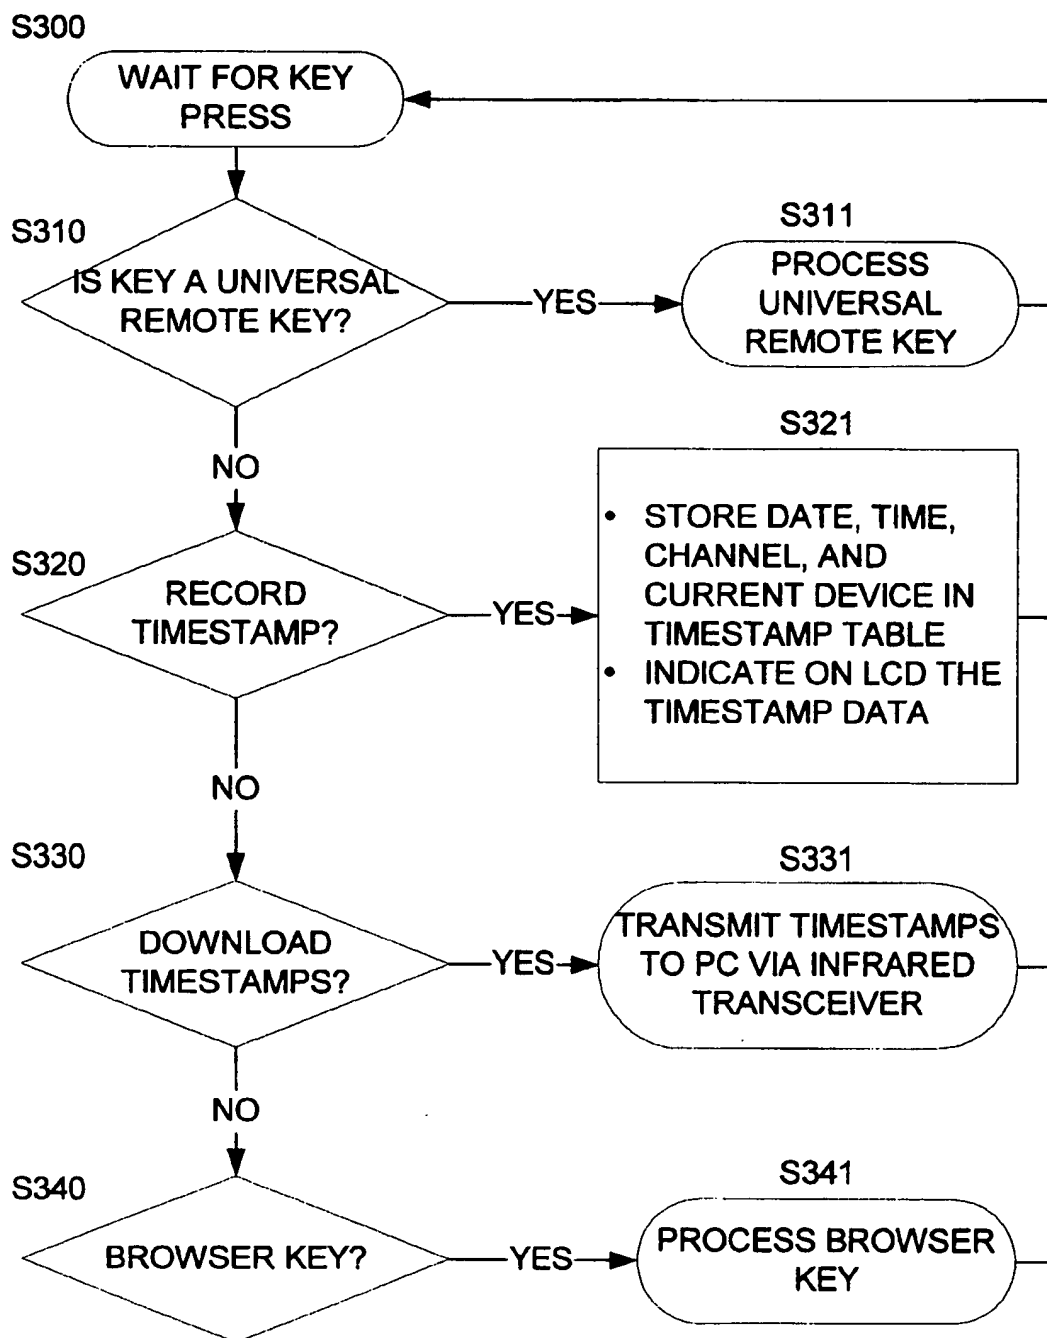 S300
WAIT FOR KEY
PRESS
S310
IS KEY A UNIVERSAL
REMOTE KEY?
YES
S311
PROCESS
UNIVERSAL
REMOTE KEY
NO
S320
RECORD
TIMESTAMP?
YES
S321
• STORE DATE, TIME,
CHANNEL, AND
CURRENT DEVICE IN
TIMESTAMP TABLE
• INDICATE ON LCD THE
TIMESTAMP DATA
NO
S330
DOWNLOAD
TIMESTAMPS?
YES
S331
TRANSMIT TIMESTAMPS
TO PC VIA INFRARED
TRANSCEIVER
NO
S340
BROWSER KEY?
YES
S341
PROCESS BROWSER
KEY